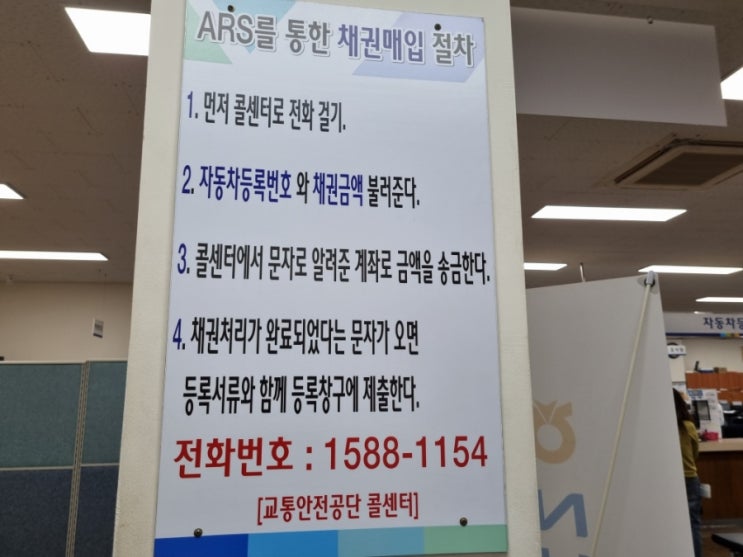 ARS를 통한 채권매입 절차
1. 먼저 콜센터로 전화 걸기.
2. 자동차등록번호 와 채권금액 불러준다.
3. 콜센터에서 문자로 알려준 계좌로 금액을 송금한다.
4. 채권처리가 완료되었다는 문자가 오면
등록서류와 함께 등록창구에 제출한다.
전화번호 : 1588-1154
[교통안전공단 콜센터]
자동차등
N